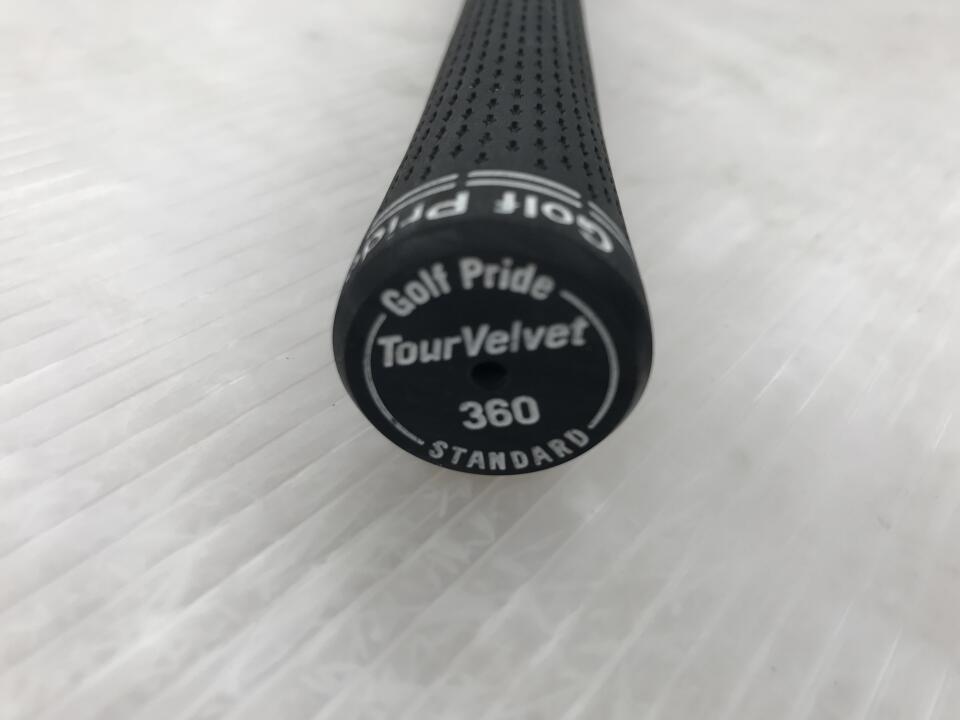 Golf Pride
Golf Pride
TourVelvet
360
STANDARD